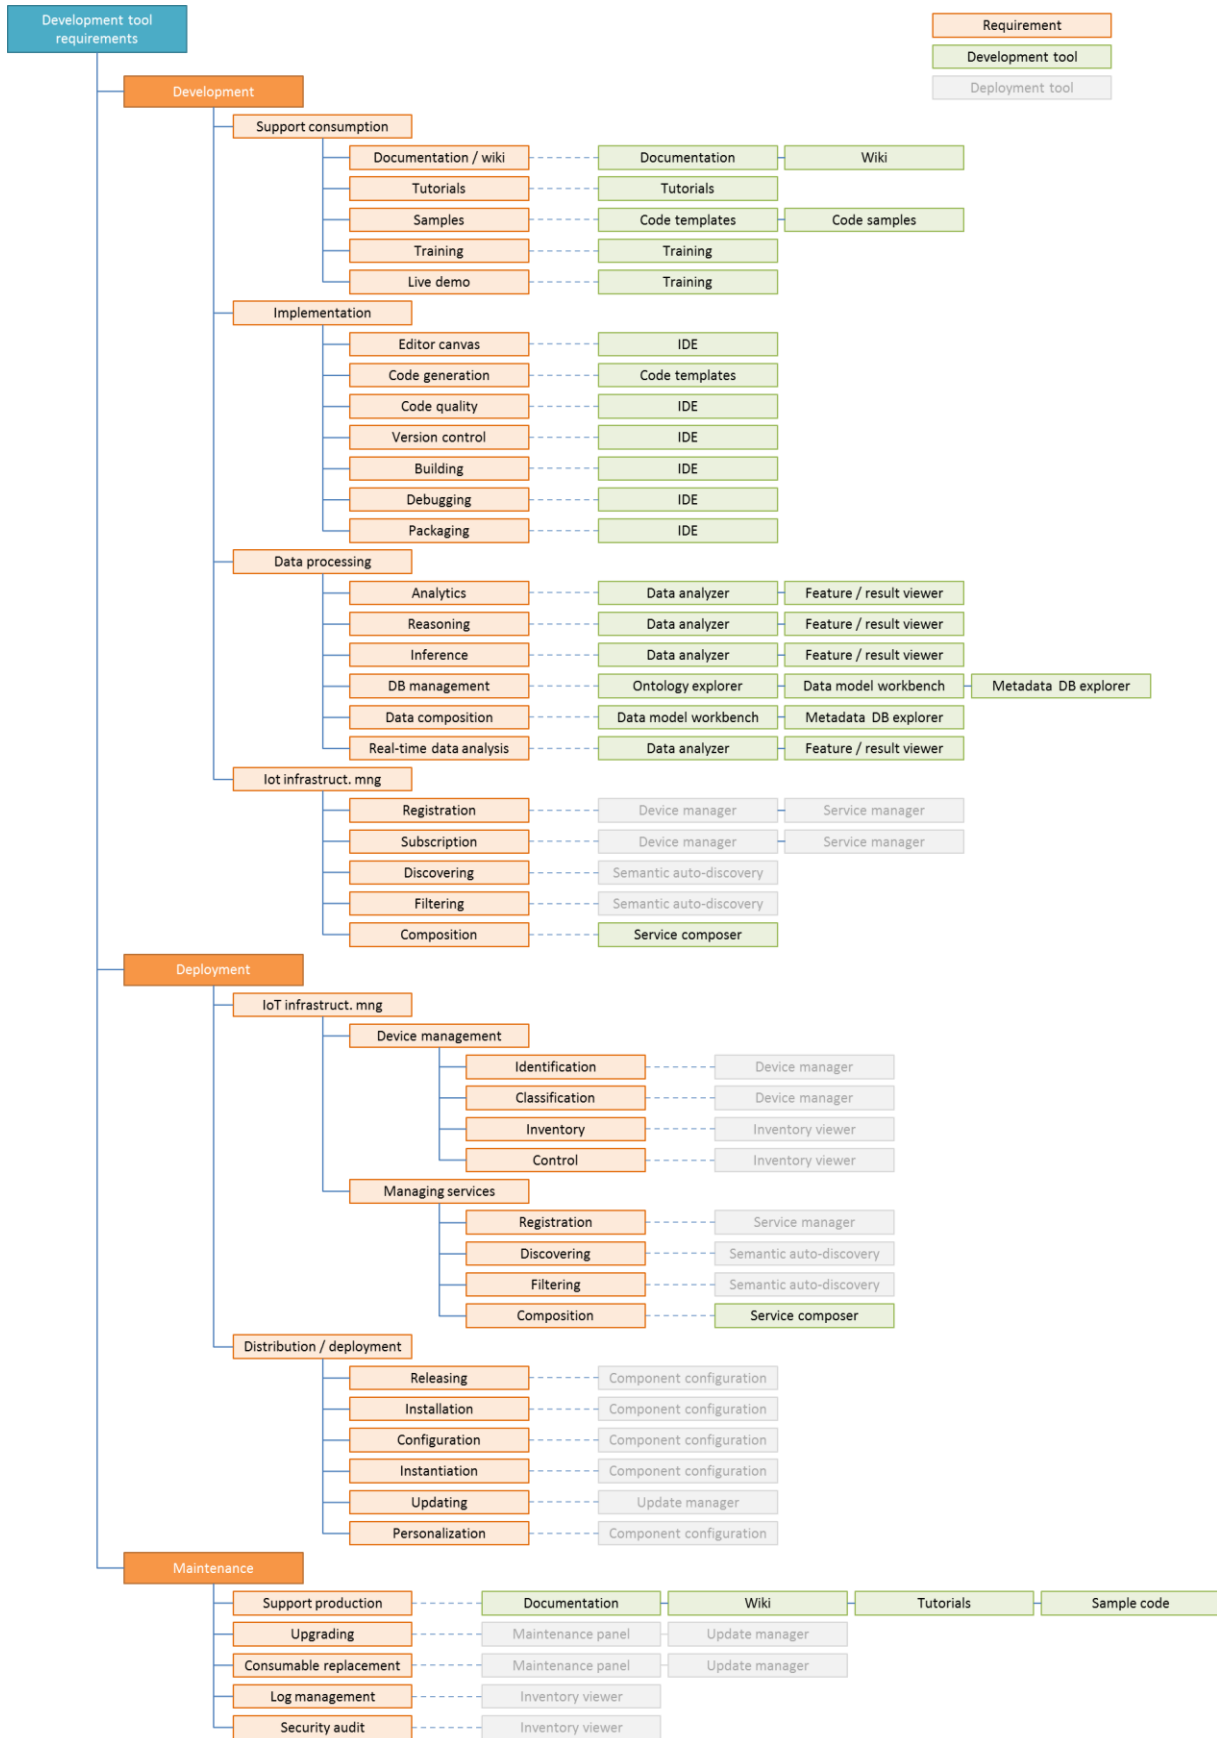 Development tool
requirements
Requirement
Development tool
Deployment tool
Development
Support consumption
Documentation / wiki
Documentation
Wiki
Tutorials
Tutorials
Samples
Code templates
Code samples
Training
Training
Live demo
Training
Implementation
Editor canvas
IDE
Code generation
Code templates
Code quality
IDE
Version control
IDE
Building
IDE
Debugging
IDE
Packaging
IDE
Data processing
Analytics
Data analyzer
Feature / result viewer
Reasoning
Data analyzer
Feature / result viewer
Inference
Data analyzer
Feature / result viewer
DB management
Ontology explorer
Data model workbench
Metadata DB explorer
Data composition
Data model workbench
Metadata DB explorer
Real-time data analysis
Data analyzer
Feature / result viewer
Iot infrastruct. mng
Registration
Device manager
Service manager
Subscription
Device manager
Service manager
Discovering
Semantic auto-discovery
Filtering
Semantic auto-discovery
Composition
Service composer
Deployment
IoT infrastruct. mng
Device management
Identification
Device manager
Classification
Device manager
Inventory
Inventory viewer
Control
Inventory viewer
Managing services
Registration
Service manager
Discovering
Semantic auto-discovery
Filtering
Semantic auto-discovery
Composition
Service composer
Distribution / deployment
Releasing
Component configuration
Installation
Component configuration
Configuration
Component configuration
Instantiation
Component configuration
Updating
Update manager
Personalization
Component configuration
Maintenance
Support production
Documentation
Wiki
Tutorials
Sample code
Upgrading
Maintenance panel
Update manager
Consumable replacement
Maintenance panel
Update manager
Log management
Inventory viewer
Security audit
Inventory viewer